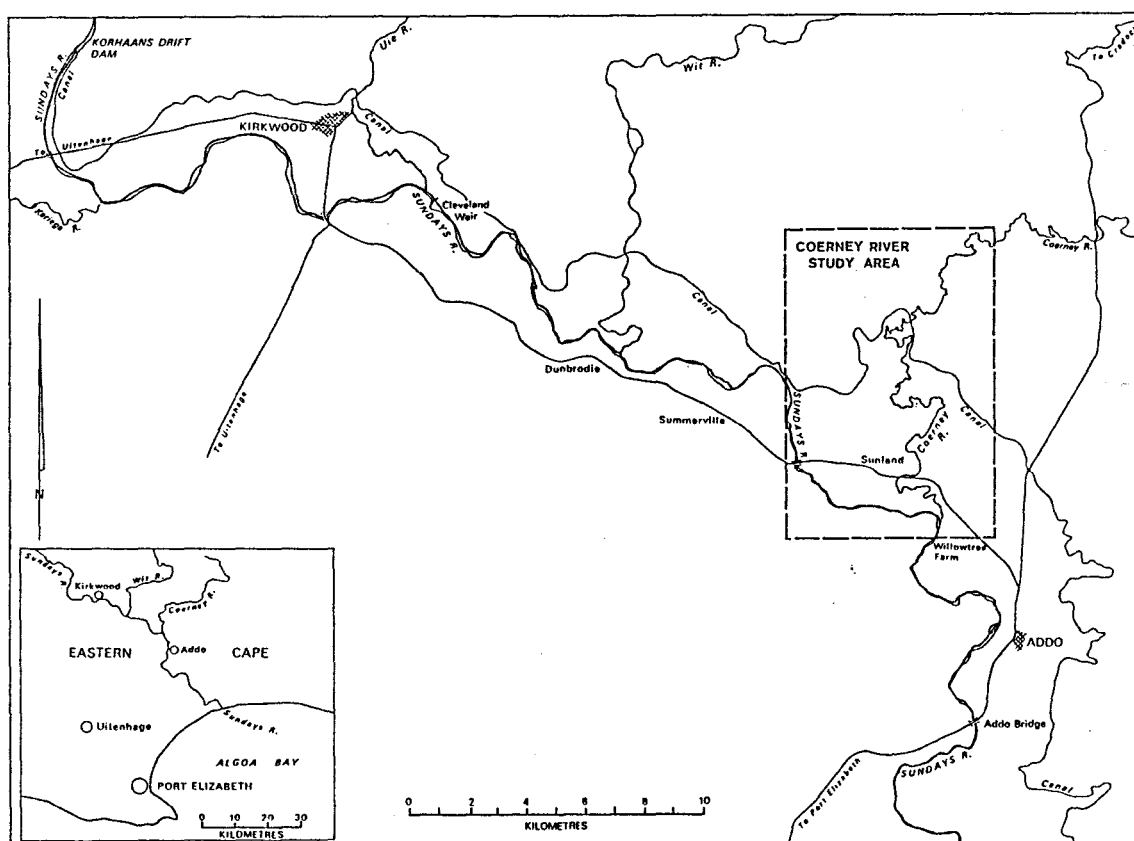 KORHAANS DRIFT
DAM
SUNDAYS R.
Canal
Uie R.
Wit R.
To Cradock
KIRKWOOD
To Uitenhage
Canal
Kariega R.
Cleveland
Weir
SUNDAYS R.
COERNEY RIVER
STUDY AREA
Coerney R.
Canal
Dunbrodie
To Uitenhage
Summerville
SUNDAYS R.
Sunland
Coerney
R.
Canal
N
Willowtree
Farm
ADDO
Addo Bridge
SUNDAYS R.
To Port Elizabeth
Canal
0 2 4 6 8 10
KILOMETRES
Sundays R.
Kirkwood
Wit R.
Coerney R.
Addo
EASTERN CAPE
Uitenhage
Sundays R.
ALGOA BAY
PORT ELIZABETH
0 10 20 30
KILOMETRES